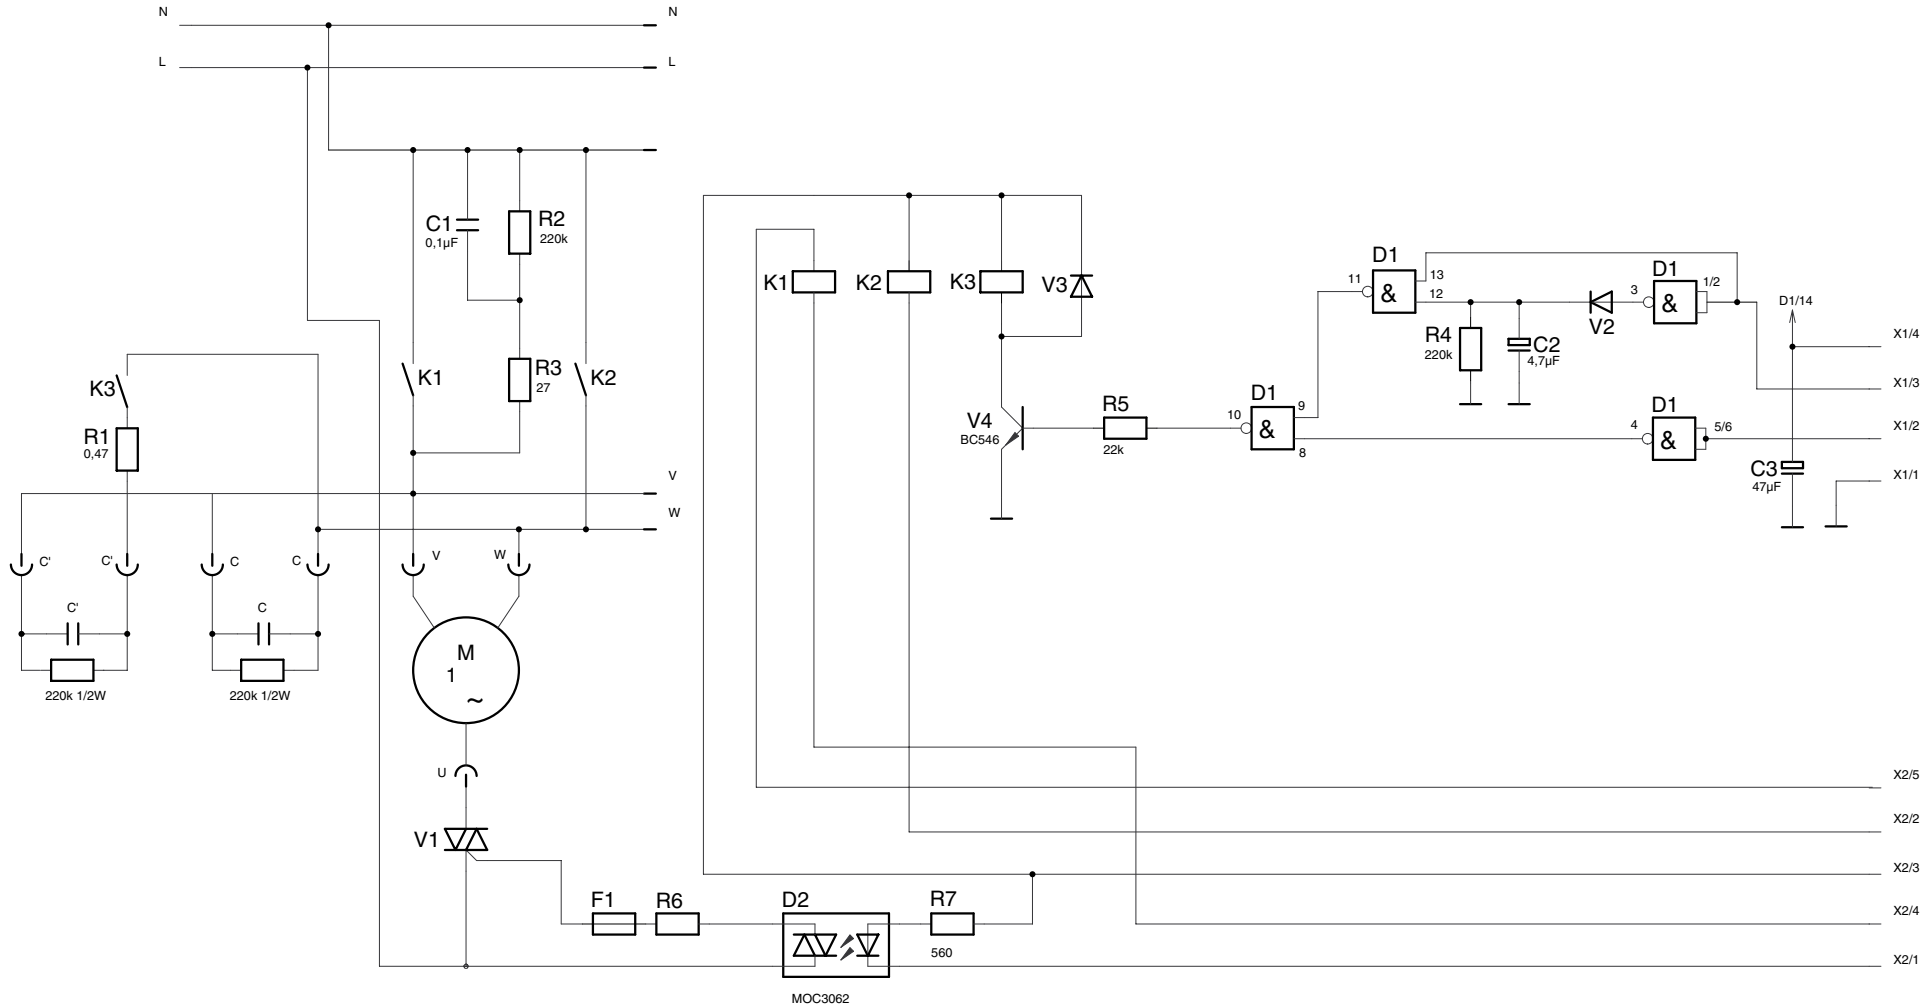 N N
L L
C1 R2
0,1µF 220k
K1 K2 K3 V3
D1
11 13
&
12
D1
3 1/2
&
V2
D1/14
R4 C2
220k 4,7µF
X1/4
K3
K1 R3 K2
27
X1/3
R1
0,47
V4 R5
BC546 22k
D1
10 9
&
8
D1
4 5/6
&
X1/2
C3
47µF
X1/1
V
W
C' C' C C V W
C' C
220k 1/2W 220k 1/2W
M
1
~
U
X2/5
V1
X2/2
X2/3
F1 R6 D2 R7
560
X2/4
X2/1
MOC3062